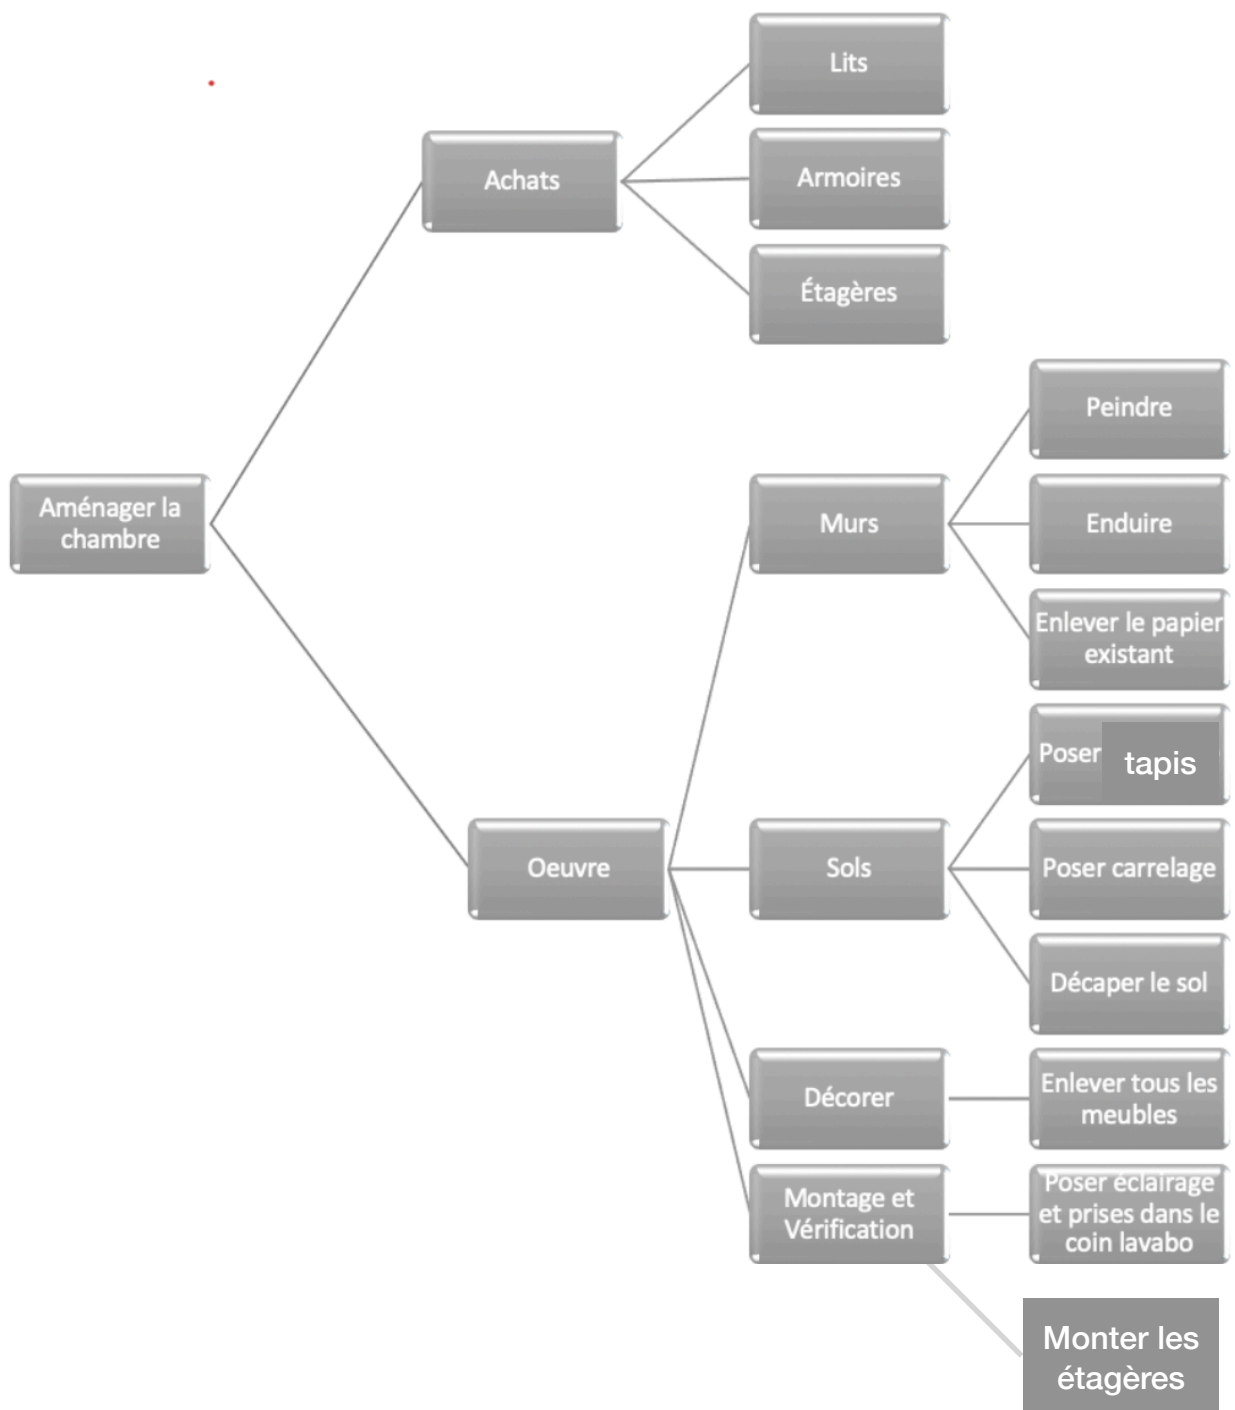 Lits
Achats
Armoires
Étagères
Peindre
Aménager la
chambre
Murs
Enduire
Enlever le papier
existant
Poser tapis
Oeuvre
Sols
Poser carrelage
Décaper le sol
Décorer
Enlever tous les
meubles
Montage et
Vérification
Poser éclairage
et prises dans le
coin lavabo
Monter les
étagères